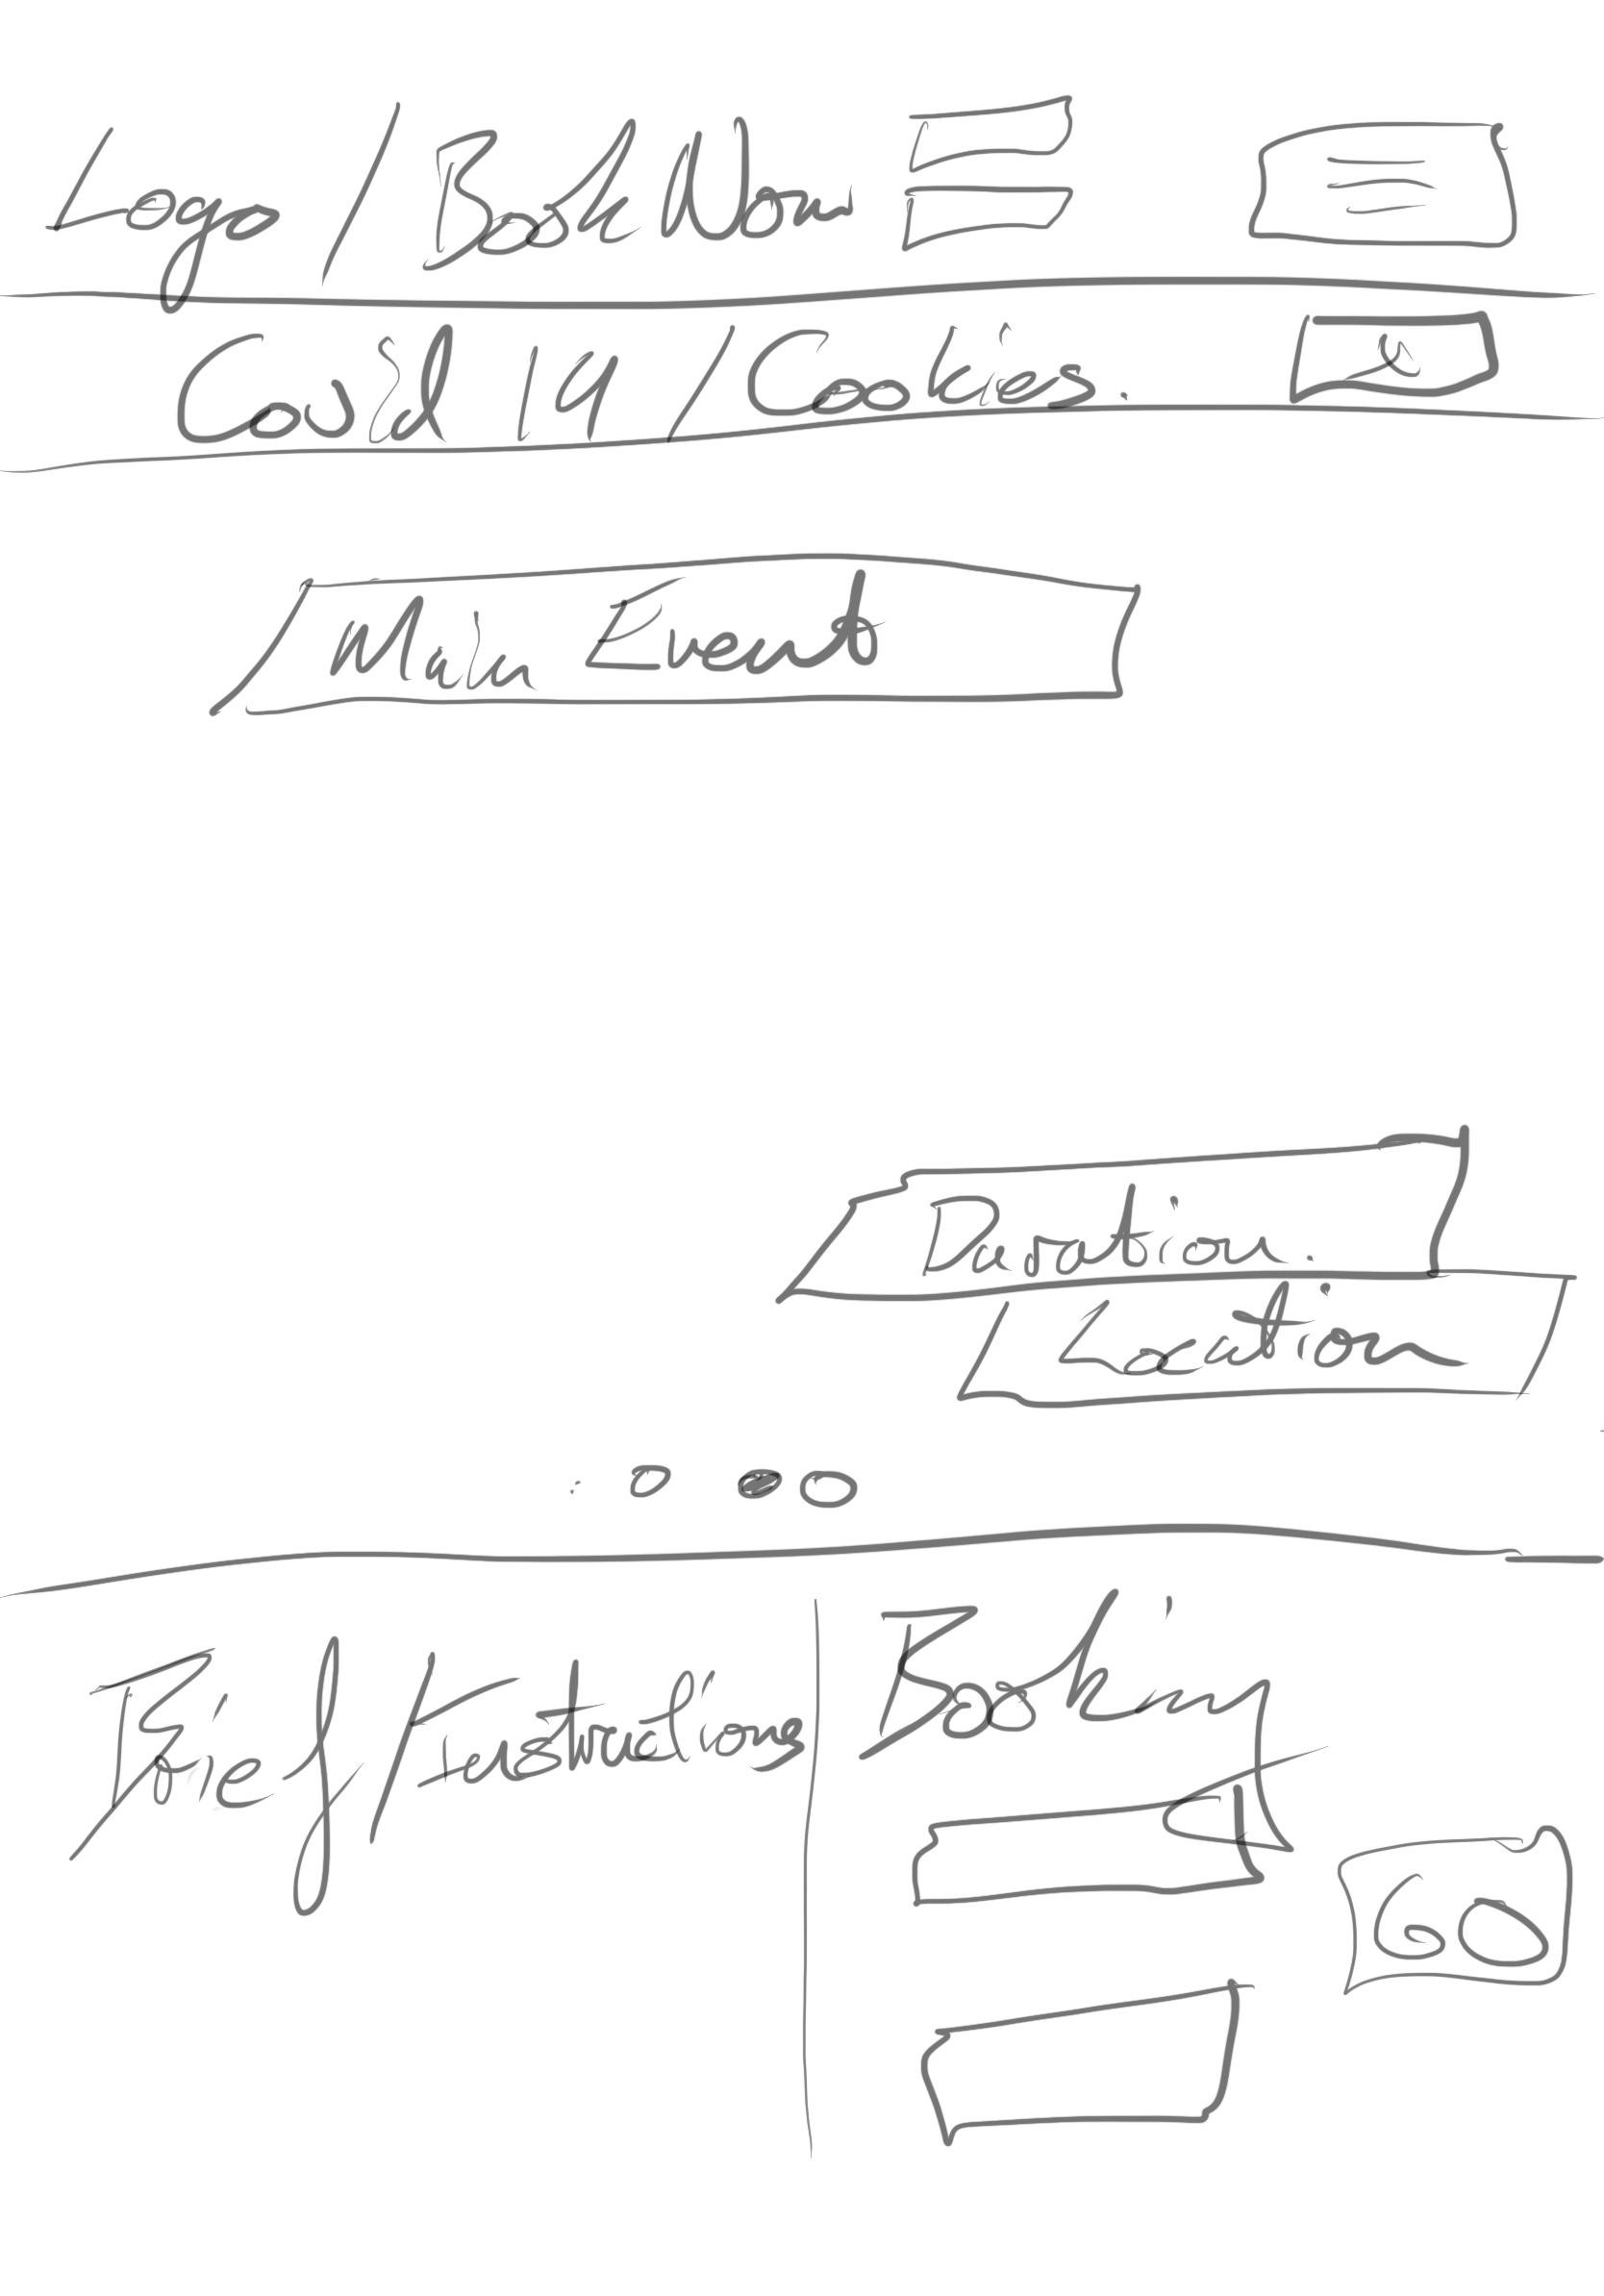 Logo / Book Now
Covid 19 / Cookies.
Main Event
Duration.
Location
Brief / Instructions
Booking
GO